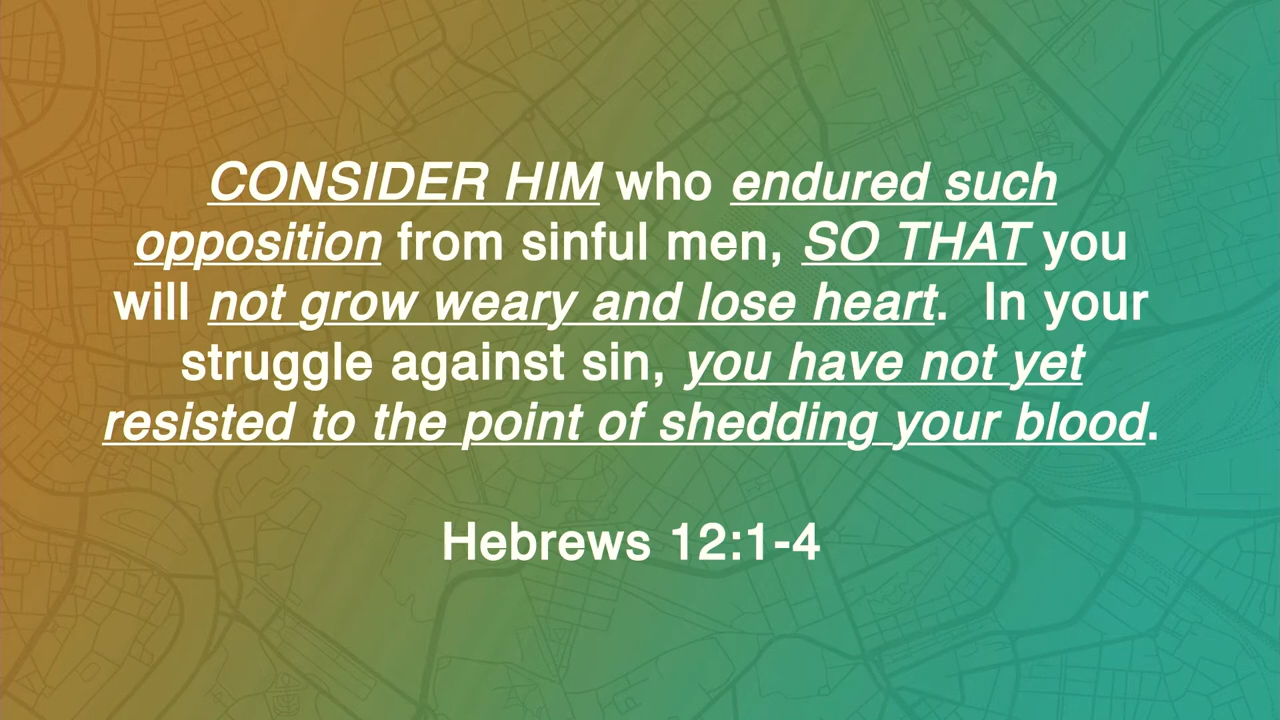 CONSIDER HIM who endured such
opposition from sinful men, SO THAT you
will not grow weary and lose heart.  In your
struggle against sin, you have not yet
resisted to the point of shedding your blood.
Hebrews 12:1-4